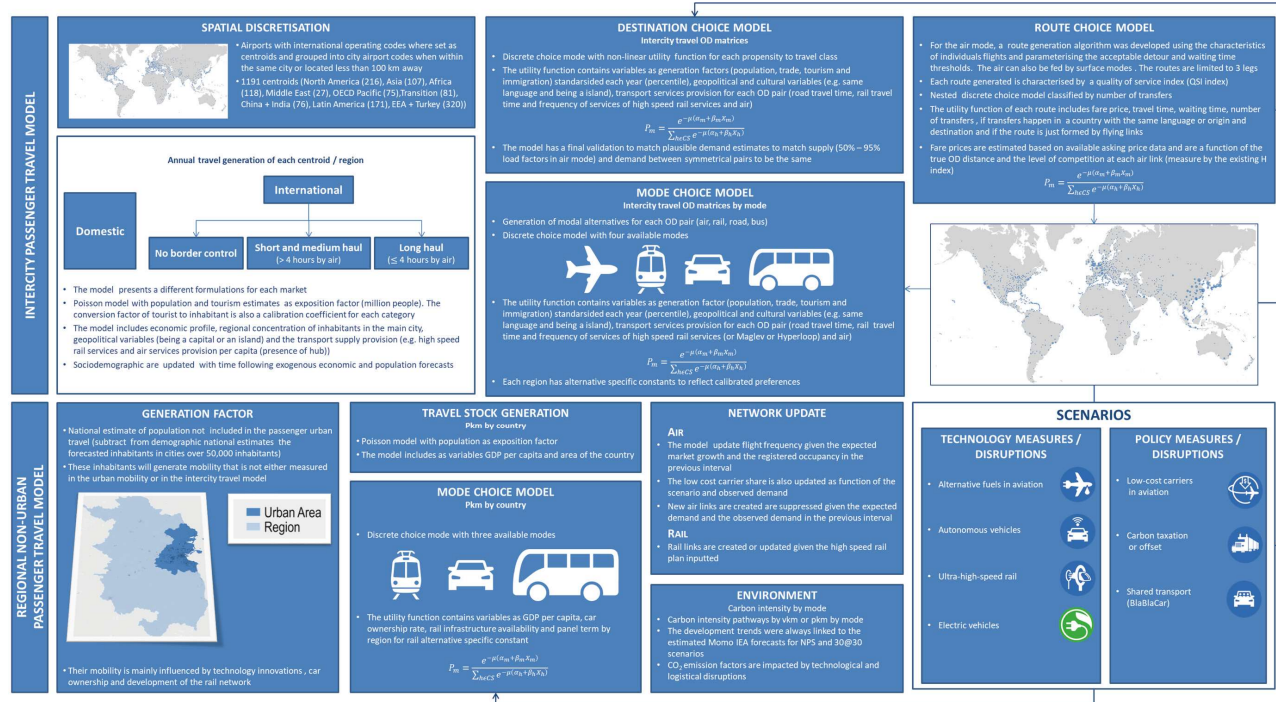 INTERCITY PASSENGER TRAVEL MODEL
SPATIAL DISCRETISATION
• Airports with international operating codes where set as
centroids and grouped into city airport codes when within
the same city or located less than 100 km away
• 1191 centroids (North America (216), Asia (107), Africa
(118), Middle East (27), OECD Pacific (75),Transition (81),
China + India (76), Latin America (171), EEA + Turkey (320))
Annual travel generation of each centroid / region
International
Domestic
No border control
Short and medium haul
(> 4 hours by air)
Long haul
(≤ 4 hours by air)
• The model presents a different formulations for each market
• Poisson model with population and tourism estimates as exposition factor (million people). The
conversion factor of tourist to inhabitant is also a calibration coefficient for each category
• The model includes economic profile, regional concentration of inhabitants in the main city,
geopolitical variables (being a capital or an island) and the transport supply provision (e.g. high speed
rail services and air services provision per capita (presence of hub))
• Sociodemographic are updated with time following exogenous economic and population forecasts
DESTINATION CHOICE MODEL
Intercity travel OD matrices
• Discrete choice mode with non-linear utility function for each propensity to travel class
• The utility function contains variables as generation factors (population, trade, tourism and
immigration) standarsided each year (percentile), geopolitical and cultural variables (e.g. same
language and being a island), transport services provision for each OD pair (road travel time, rail travel
time and frequency of services of high speed rail services and air)
P_m = e^{-μ(α_m+β_m X_m)} / ∑_{hϵCS} e^{-μ(α_h+β_h X_h)}
• The model has a final validation to match plausible demand estimates to match supply (50% – 95%
load factors in air mode) and demand between symmetrical pairs to be the same
MODE CHOICE MODEL
Intercity travel OD matrices by mode
• Generation of modal alternatives for each OD pair (air, rail, road, bus)
• Discrete choice model with four available modes
• The utility function contains variables as generation factor (population, trade, tourism and
immigration) standarsided each year (percentile), geopolitical and cultural variables (e.g. same
language and being a island), transport services provision for each OD pair (road travel time, rail travel
time and frequency of services of high speed rail services (or Maglev or Hyperloop) and air)
P_m = e^{-μ(α_m+β_m X_m)} / ∑_{hϵCS} e^{-μ(α_h+β_h X_h)}
• Each region has alternative specific constants to reflect calibrated preferences
ROUTE CHOICE MODEL
• For the air mode, a route generation algorithm was developed using the characteristics
of individuals flights and parameterising the acceptable detour and waiting time
thresholds. The air can also be fed by surface modes . The routes are limited to 3 legs
• Each route generated is characterised by a quality of service index (QSI index)
• Nested discrete choice model classified by number of transfers
• The utility function of each route includes fare price, travel time, waiting time, number
of transfers , if transfers happen in a country with the same language or origin and
destination and if the route is just formed by flying links
• Fare prices are estimated based on available asking price data and are a function of the
true OD distance and the level of competition at each air link (measure by the existing H
index)
P_m = e^{-μ(α_m+β_m X_m)} / ∑_{hϵCS} e^{-μ(α_h+β_h X_h)}
REGIONAL NON-URBAN
PASSENGER TRAVEL MODEL
GENERATION FACTOR
• National estimate of population not included in the passenger urban
travel (subtract from demographic national estimates the
forecasted inhabitants in cities over 50,000 inhabitants)
• These inhabitants will generate mobility that is not either measured
in the urban mobility or in the intercity travel model
Urban Area
Region
• Their mobility is mainly influenced by technology innovations , car
ownership and development of the rail network
TRAVEL STOCK GENERATION
Pkm by country
• Poisson model with population as exposition factor
• The model includes as variables GDP per capita and area of the country
MODE CHOICE MODEL
Pkm by country
• Discrete choice mode with three available modes
• The utility function contains variables as GDP per capita, car
ownership rate, rail infrastructure availability and panel term by
region for rail alternative specific constant
P_m = e^{-μ(α_m+β_m X_m)} / ∑_{hϵCS} e^{-μ(α_h+β_h X_h)}
NETWORK UPDATE
AIR
• The model update flight frequency given the expected
market growth and the registered occupancy in the
previous interval
• The low cost carrier share is also updated as function of the
scenario and observed demand
• New air links are created are suppressed given the expected
demand and the observed demand in the previous interval
RAIL
• Rail links are created or updated given the high speed rail
plan inputted
ENVIRONMENT
Carbon intensity by mode
• Carbon intensity pathways by vkm or pkm by mode
• The development trends were always linked to the
estimated Momo IEA forecasts for NPS and 30@30
scenarios
• CO₂ emission factors are impacted by technological and
logistical disruptions
SCENARIOS
TECHNOLOGY MEASURES /
DISRUPTIONS
• Alternative fuels in aviation
• Autonomous vehicles
• Ultra-high-speed rail
• Electric vehicles
POLICY MEASURES /
DISRUPTIONS
• Low-cost carriers
in aviation
• Carbon taxation
or offset
• Shared transport
(BlaBlaCar)